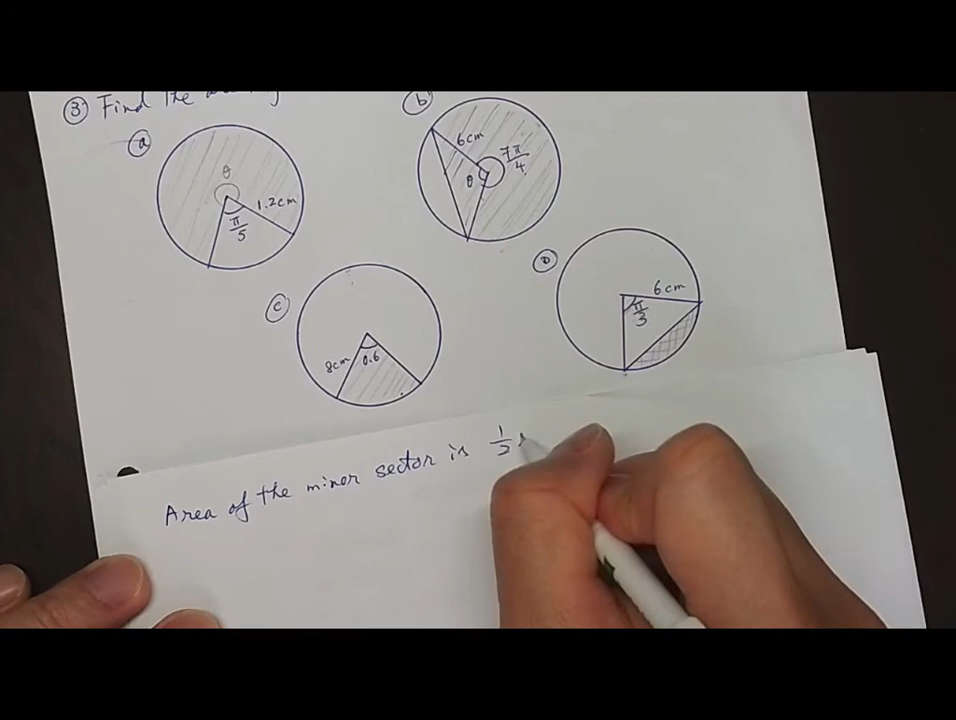 ③ Find the
a
θ
1.2cm
π/5
b
6cm
7π/4
θ
c
8cm
0.6
D
6cm
π/3
Area of the minor sector is 1/2